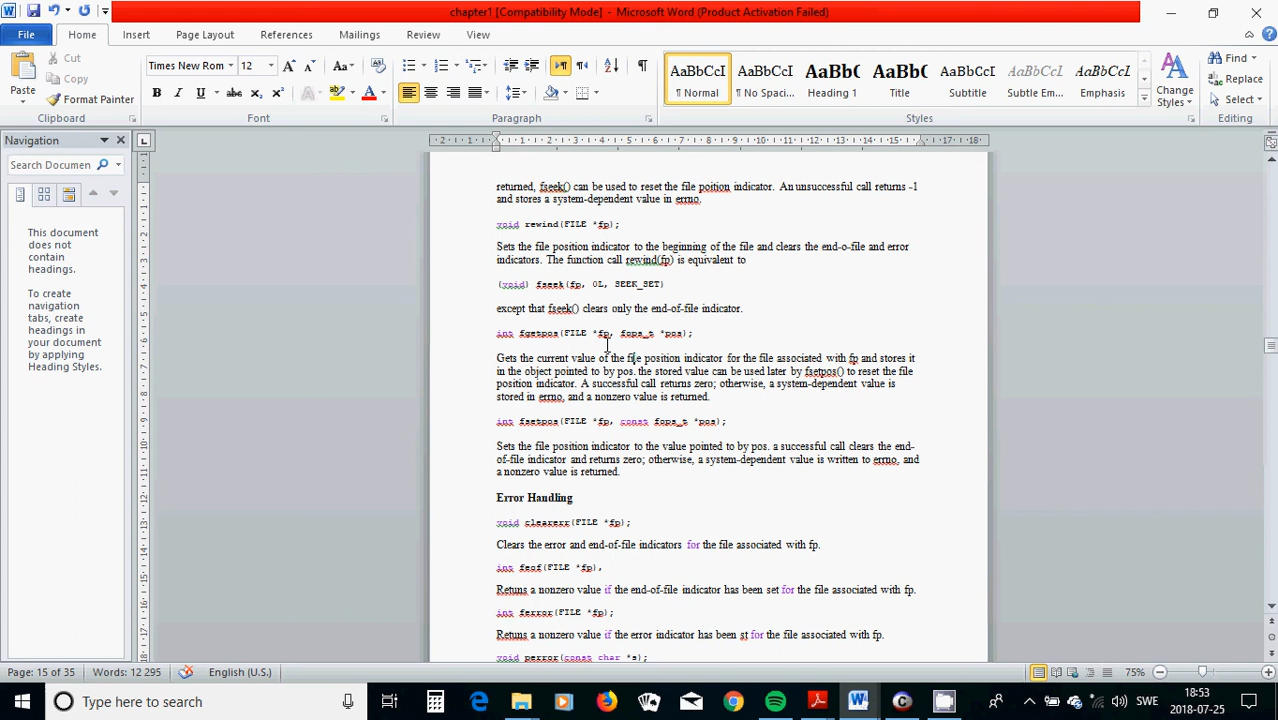 chapter1 [Compatibility Mode] - Microsoft Word (Product Activation Failed)
File Home Insert Page Layout References Mailings Review View
Paste
Cut
Copy
Format Painter
Clipboard
Times New Rom 12
Font
Paragraph
AaBbCcI AaBbCcI AaBbC AaBbC AaBbCcI AaBbCcI AaBbCcI
¶ Normal ¶ No Spaci... Heading 1 Title Subtitle Subtle Em... Emphasis
Change Styles
Styles
Find
Replace
Select
Editing
Navigation
Search Documen
This document
does not
contain
headings.
To create
navigation
tabs, create
headings in
your document
by applying
Heading Styles.
returned, fseek() can be used to reset the file poition indicator. An unsuccessful call returns -1
and stores a system-dependent value in errno.
void rewind(FILE *fp);
Sets the file position indicator to the beginning of the file and clears the end-o-file and error
indicators. The function call rewind(fp) is equivalent to
(void) fseek(fp, 0L, SEEK_SET)
except that fseek() clears only the end-of-file indicator.
int fgetpos(FILE *fp, fops_t *pos);
Gets the current value of the file position indicator for the file associated with fp and stores it
in the object pointed to by pos. the stored value can be used later by fsetpos() to reset the file
position indicator. A successful call returns zero; otherwise, a system-dependent value is
stored in errno, and a nonzero value is returned.
int fsetpos(FILE *fp, const fops_t *pos);
Sets the file position indicator to the value pointed to by pos. a successful call clears the end-
of-file indicator and returns zero; otherwise, a system-dependent value is written to errno, and
a nonzero value is returned.
Error Handling
void clearerr(FILE *fp);
Clears the error and end-of-file indicators for the file associated with fp.
int feof(FILE *fp),
Retuns a nonzero value if the end-of-file indicator has been set for the file associated with fp.
int ferror(FILE *fp);
Retuns a nonzero value if the error indicator has been st for the file associated with fp.
void perror(const char *s);
Page: 15 of 35 Words: 12 295 English (U.S.) 75%
Type here to search
SWE
18:53
2018-07-25